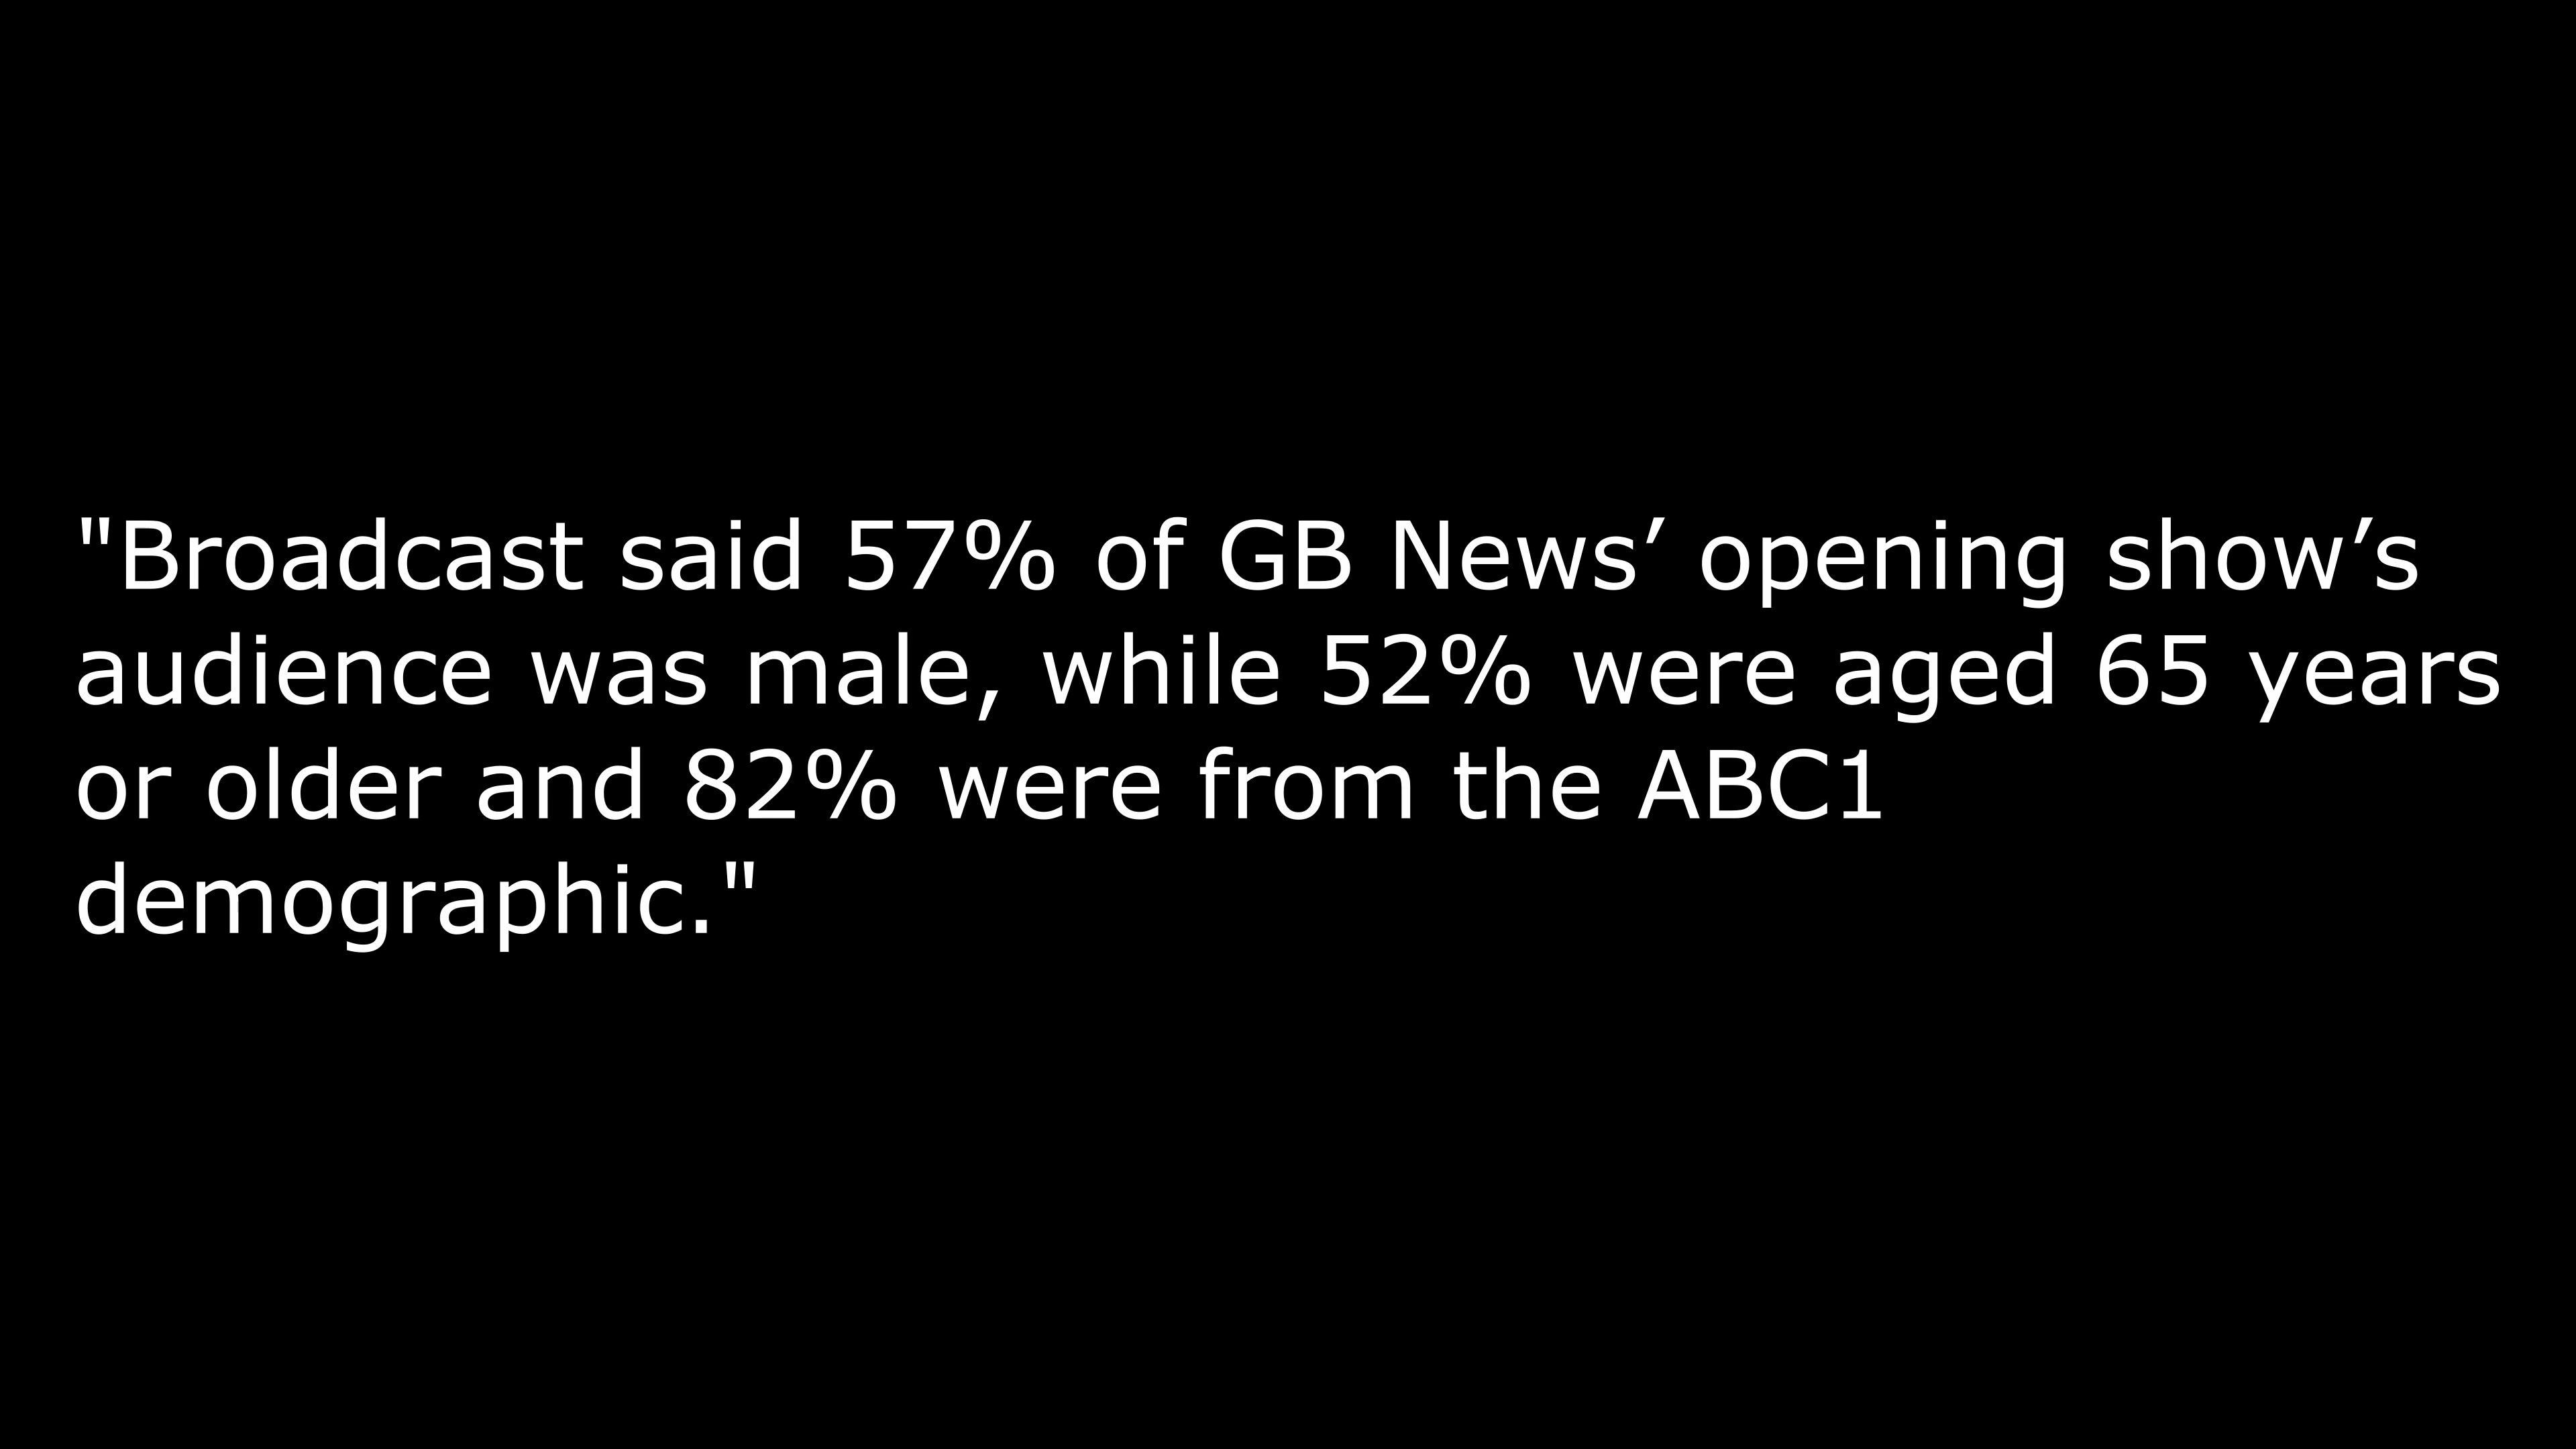 "Broadcast said 57% of GB News’ opening show’s
audience was male, while 52% were aged 65 years
or older and 82% were from the ABC1
demographic."